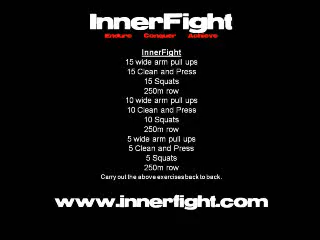 InnerFight
Endure Conquer Achieve
InnerFight
15 wide arm pull ups
15 Clean and Press
15 Squats
250m row
10 wide arm pull ups
10 Clean and Press
10 Squats
250m row
5 wide arm pull ups
5 Clean and Press
5 Squats
250m row
Carry out the above exercises back to back.
www.innerfight.com